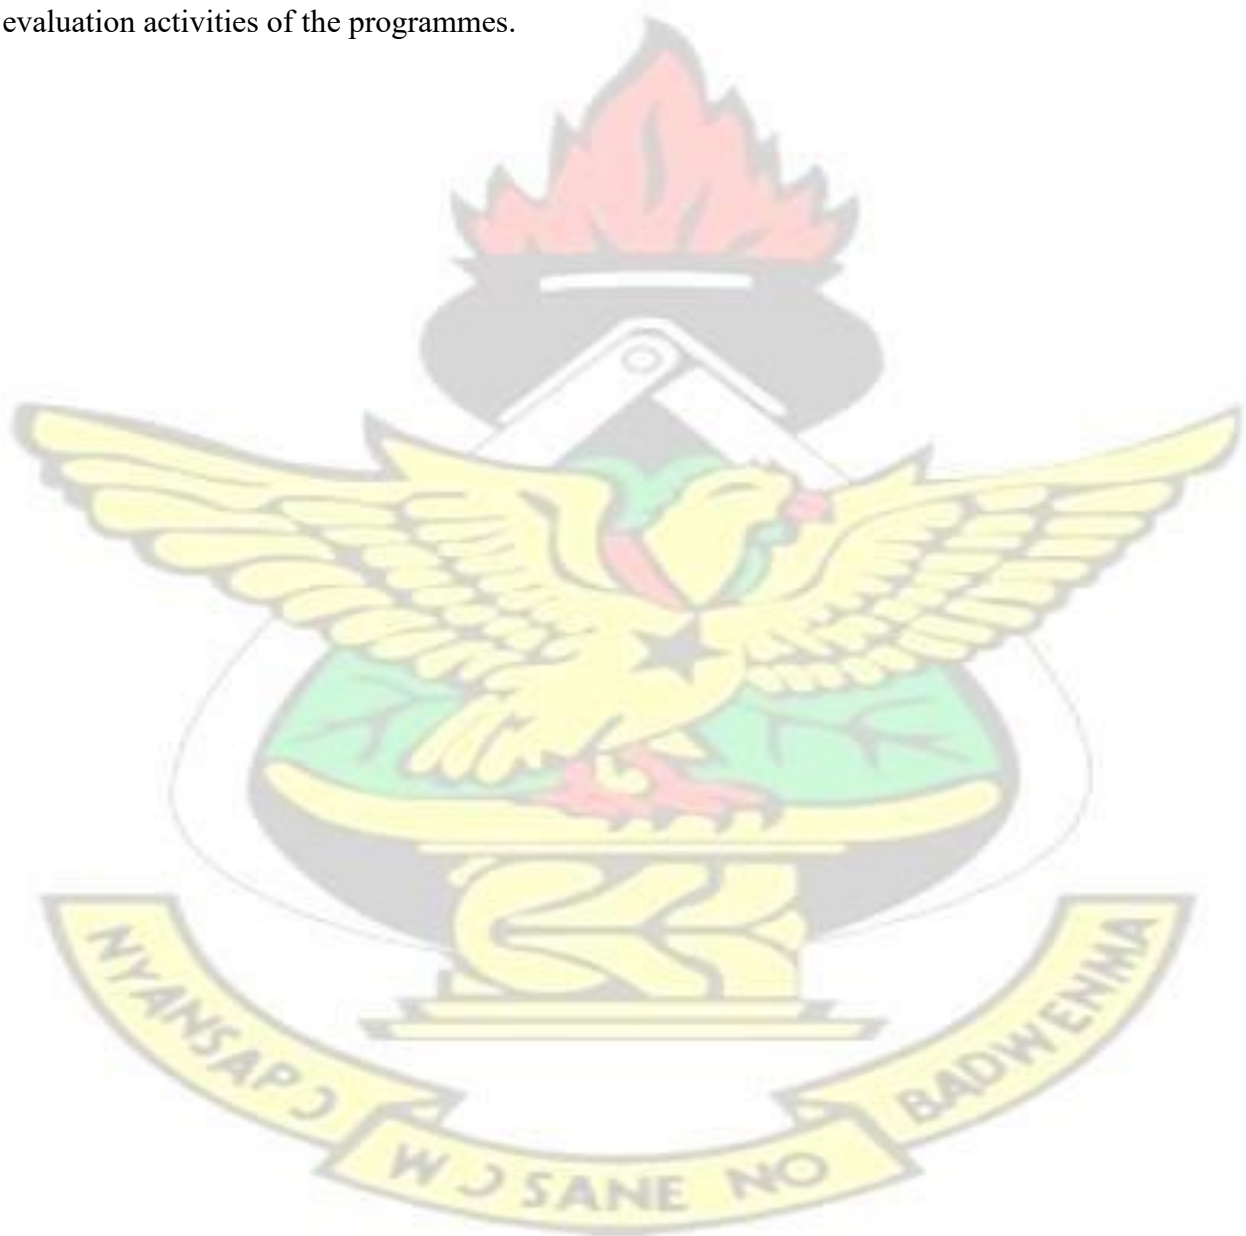 evaluation activities of the programmes.
NYANSAPƆ
WƆSANE NO
BADWENMA